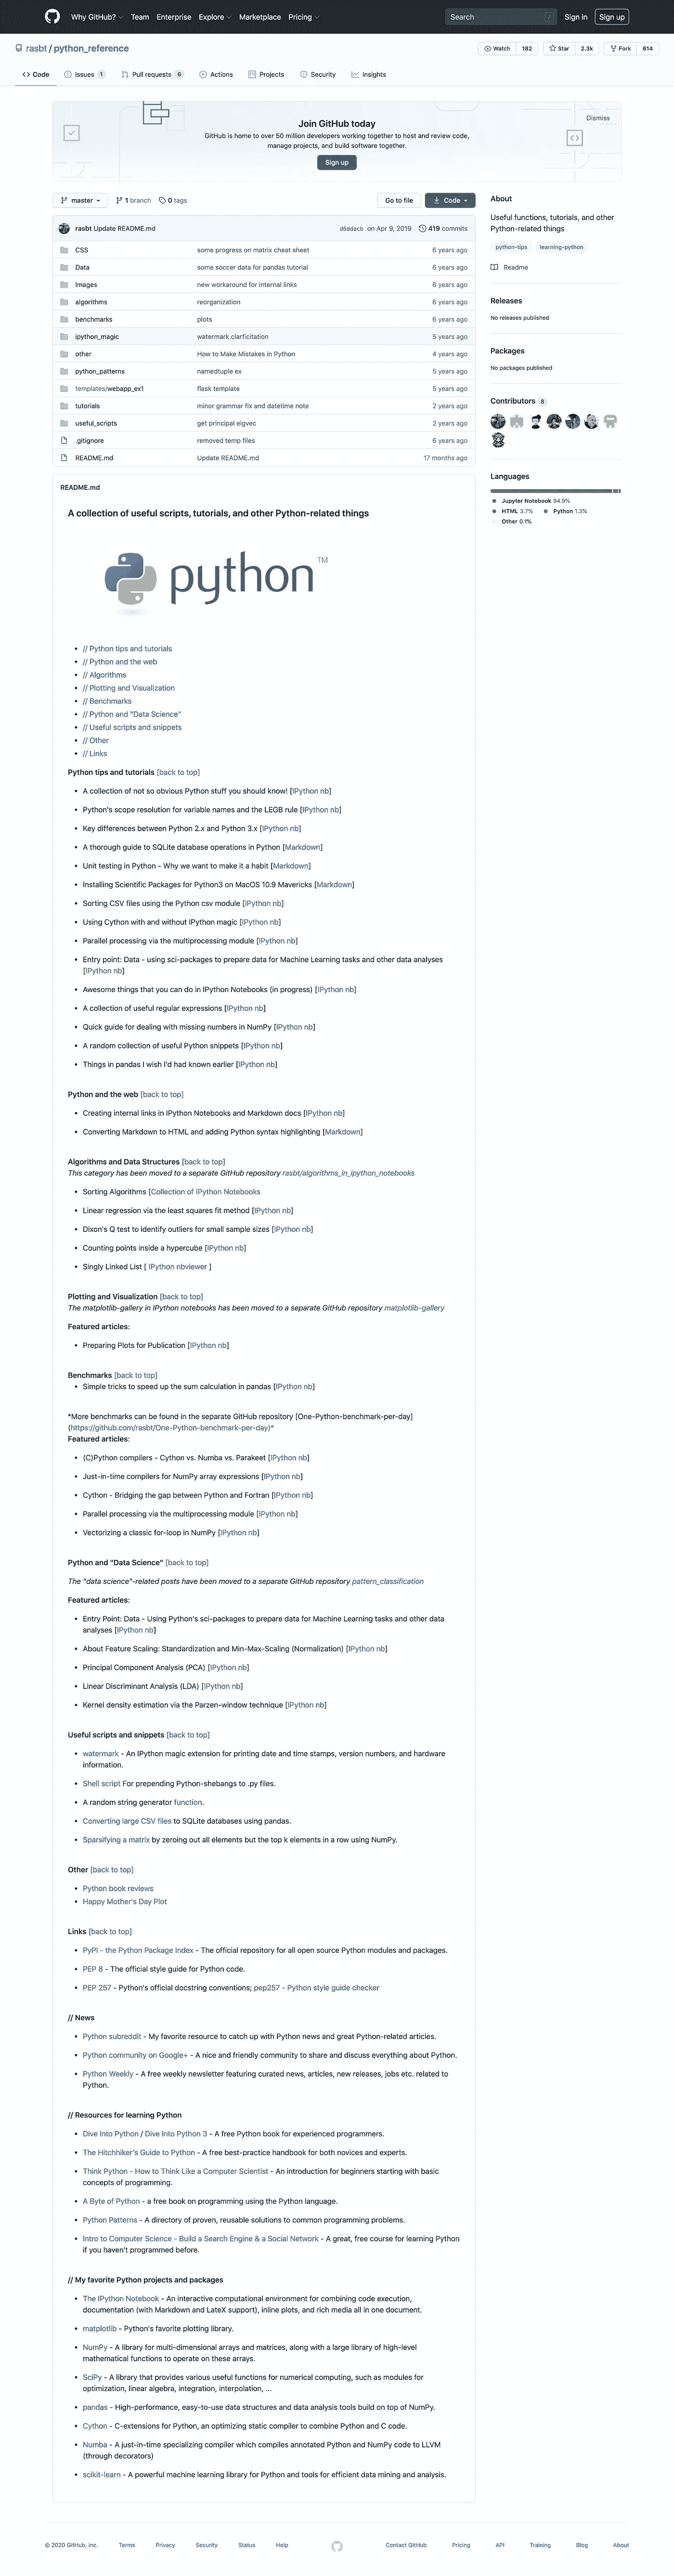 Why GitHub? Team Enterprise Explore Marketplace Pricing Search / Sign in Sign up
rasbt / python_reference Watch 182 Star 2.3k Fork 614
Code Issues 1 Pull requests 6 Actions Projects Security Insights
Join GitHub today
Dismiss
GitHub is home to over 50 million developers working together to host and review code,
manage projects, and build software together.
Sign up
master 1 branch 0 tags Go to file Code
rasbt Update README.md d6ddacb on Apr 9, 2019 419 commits
CSS some progress on matrix cheat sheet 6 years ago
Data some soccer data for pandas tutorial 6 years ago
Images new workaround for internal links 6 years ago
algorithms reorganization 6 years ago
benchmarks plots 6 years ago
ipython_magic watermark clarficitation 6 years ago
other How to Make Mistakes in Python 4 years ago
python_patterns namedtuple ex 5 years ago
templates/webapp_ex1 flask template 5 years ago
tutorials minor grammar fix and datetime note 2 years ago
useful_scripts get principal eigvec 2 years ago
.gitignore removed temp files 6 years ago
README.md Update README.md 17 months ago
About
Useful functions, tutorials, and other
Python-related things
python-tips learning-python
Readme
Releases
No releases published
Packages
No packages published
Contributors 8
Languages
Jupyter Notebook 94.9%
HTML 3.7% Python 1.3%
Other 0.1%
README.md
A collection of useful scripts, tutorials, and other Python-related things
python TM
// Python tips and tutorials
// Python and the web
// Algorithms
// Plotting and Visualization
// Benchmarks
// Python and "Data Science"
// Useful scripts and snippets
// Other
// Links
Python tips and tutorials [back to top]
A collection of not so obvious Python stuff you should know! [IPython nb]
Python's scope resolution for variable names and the LEGB rule [IPython nb]
Key differences between Python 2.x and Python 3.x [IPython nb]
A thorough guide to SQLite database operations in Python [Markdown]
Unit testing in Python - Why we want to make it a habit [Markdown]
Installing Scientific Packages for Python3 on MacOS 10.9 Mavericks [Markdown]
Sorting CSV files using the Python csv module [IPython nb]
Using Cython with and without IPython magic [IPython nb]
Parallel processing via the multiprocessing module [IPython nb]
Entry point: Data - using sci-packages to prepare data for Machine Learning tasks and other data analyses
[IPython nb]
Awesome things that you can do in IPython Notebooks (in progress) [IPython nb]
A collection of useful regular expressions [IPython nb]
Quick guide for dealing with missing numbers in NumPy [IPython nb]
A random collection of useful Python snippets [IPython nb]
Things in pandas I wish I'd had known earlier [IPython nb]
Python and the web [back to top]
Creating internal links in IPython Notebooks and Markdown docs [IPython nb]
Converting Markdown to HTML and adding Python syntax highlighting [Markdown]
Algorithms and Data Structures [back to top]
This category has been moved to a separate GitHub repository rasbt/algorithms_in_ipython_notebooks
Sorting Algorithms [Collection of IPython Notebooks
Linear regression via the least squares fit method [IPython nb]
Dixon's Q test to identify outliers for small sample sizes [IPython nb]
Counting points inside a hypercube [IPython nb]
Singly Linked List [ IPython nbviewer ]
Plotting and Visualization [back to top]
The matplotlib-gallery in IPython notebooks has been moved to a separate GitHub repository matplotlib-gallery
Featured articles:
Preparing Plots for Publication [IPython nb]
Benchmarks [back to top]
Simple tricks to speed up the sum calculation in pandas [IPython nb]
*More benchmarks can be found in the separate GitHub repository [One-Python-benchmark-per-day]
(https://github.com/rasbt/One-Python-benchmark-per-day)*
Featured articles:
(C)Python compilers - Cython vs. Numba vs. Parakeet [IPython nb]
Just-in-time compilers for NumPy array expressions [IPython nb]
Cython - Bridging the gap between Python and Fortran [IPython nb]
Parallel processing via the multiprocessing module [IPython nb]
Vectorizing a classic for-loop in NumPy [IPython nb]
Python and "Data Science" [back to top]
The "data science"-related posts have been moved to a separate GitHub repository pattern_classification
Featured articles:
Entry Point: Data - Using Python's sci-packages to prepare data for Machine Learning tasks and other data
analyses [IPython nb]
About Feature Scaling: Standardization and Min-Max-Scaling (Normalization) [IPython nb]
Principal Component Analysis (PCA) [IPython nb]
Linear Discriminant Analysis (LDA) [IPython nb]
Kernel density estimation via the Parzen-window technique [IPython nb]
Useful scripts and snippets [back to top]
watermark - An IPython magic extension for printing date and time stamps, version numbers, and hardware
information.
Shell script For prepending Python-shebangs to .py files.
A random string generator function.
Converting large CSV files to SQLite databases using pandas.
Sparsifying a matrix by zeroing out all elements but the top k elements in a row using NumPy.
Other [back to top]
Python book reviews
Happy Mother's Day Plot
Links [back to top]
PyPI - the Python Package Index - The official repository for all open source Python modules and packages.
PEP 8 - The official style guide for Python code.
PEP 257 - Python's official docstring conventions; pep257 - Python style guide checker
// News
Python subreddit - My favorite resource to catch up with Python news and great Python-related articles.
Python community on Google+ - A nice and friendly community to share and discuss everything about Python.
Python Weekly - A free weekly newsletter featuring curated news, articles, new releases, jobs etc. related to
Python.
// Resources for learning Python
Dive Into Python / Dive Into Python 3 - A free Python book for experienced programmers.
The Hitchhiker's Guide to Python - A free best-practice handbook for both novices and experts.
Think Python - How to Think Like a Computer Scientist - An introduction for beginners starting with basic
concepts of programming.
A Byte of Python - a free book on programming using the Python language.
Python Patterns - A directory of proven, reusable solutions to common programming problems.
Intro to Computer Science - Build a Search Engine & a Social Network - A great, free course for learning Python
if you haven't programmed before.
// My favorite Python projects and packages
The IPython Notebook - An interactive computational environment for combining code execution,
documentation (with Markdown and LateX support), inline plots, and rich media all in one document.
matplotlib - Python's favorite plotting library.
NumPy - A library for multi-dimensional arrays and matrices, along with a large library of high-level
mathematical functions to operate on these arrays.
SciPy - A library that provides various useful functions for numerical computing, such as modules for
optimization, linear algebra, integration, interpolation, ...
pandas - High-performance, easy-to-use data structures and data analysis tools build on top of NumPy.
Cython - C-extensions for Python, an optimizing static compiler to combine Python and C code.
Numba - A just-in-time specializing compiler which compiles annotated Python and NumPy code to LLVM
(through decorators)
scikit-learn - A powerful machine learning library for Python and tools for efficient data mining and analysis.
© 2020 GitHub, Inc. Terms Privacy Security Status Help Contact GitHub Pricing API Training Blog About